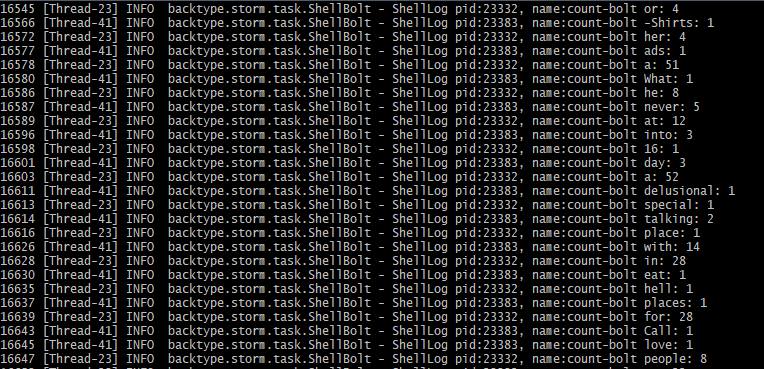 16545 [Thread-23] INFO  backtype.storm.task.ShellBolt - ShellLog pid:23332, name:count-bolt or: 4
16566 [Thread-41] INFO  backtype.storm.task.ShellBolt - ShellLog pid:23383, name:count-bolt -Shirts: 1
16572 [Thread-23] INFO  backtype.storm.task.ShellBolt - ShellLog pid:23332, name:count-bolt her: 4
16577 [Thread-41] INFO  backtype.storm.task.ShellBolt - ShellLog pid:23383, name:count-bolt ads: 1
16578 [Thread-23] INFO  backtype.storm.task.ShellBolt - ShellLog pid:23332, name:count-bolt a: 51
16580 [Thread-41] INFO  backtype.storm.task.ShellBolt - ShellLog pid:23383, name:count-bolt What: 1
16586 [Thread-23] INFO  backtype.storm.task.ShellBolt - ShellLog pid:23332, name:count-bolt he: 8
16587 [Thread-41] INFO  backtype.storm.task.ShellBolt - ShellLog pid:23383, name:count-bolt never: 5
16589 [Thread-23] INFO  backtype.storm.task.ShellBolt - ShellLog pid:23332, name:count-bolt at: 12
16596 [Thread-41] INFO  backtype.storm.task.ShellBolt - ShellLog pid:23383, name:count-bolt into: 3
16598 [Thread-23] INFO  backtype.storm.task.ShellBolt - ShellLog pid:23332, name:count-bolt 16: 1
16601 [Thread-41] INFO  backtype.storm.task.ShellBolt - ShellLog pid:23383, name:count-bolt day: 3
16603 [Thread-23] INFO  backtype.storm.task.ShellBolt - ShellLog pid:23332, name:count-bolt a: 52
16611 [Thread-41] INFO  backtype.storm.task.ShellBolt - ShellLog pid:23383, name:count-bolt delusional: 1
16613 [Thread-23] INFO  backtype.storm.task.ShellBolt - ShellLog pid:23332, name:count-bolt special: 1
16614 [Thread-41] INFO  backtype.storm.task.ShellBolt - ShellLog pid:23383, name:count-bolt talking: 2
16616 [Thread-23] INFO  backtype.storm.task.ShellBolt - ShellLog pid:23332, name:count-bolt place: 1
16626 [Thread-41] INFO  backtype.storm.task.ShellBolt - ShellLog pid:23383, name:count-bolt with: 14
16628 [Thread-23] INFO  backtype.storm.task.ShellBolt - ShellLog pid:23332, name:count-bolt in: 28
16630 [Thread-41] INFO  backtype.storm.task.ShellBolt - ShellLog pid:23383, name:count-bolt eat: 1
16635 [Thread-23] INFO  backtype.storm.task.ShellBolt - ShellLog pid:23332, name:count-bolt hell: 1
16637 [Thread-41] INFO  backtype.storm.task.ShellBolt - ShellLog pid:23383, name:count-bolt places: 1
16639 [Thread-23] INFO  backtype.storm.task.ShellBolt - ShellLog pid:23332, name:count-bolt for: 28
16643 [Thread-41] INFO  backtype.storm.task.ShellBolt - ShellLog pid:23383, name:count-bolt Call: 1
16645 [Thread-41] INFO  backtype.storm.task.ShellBolt - ShellLog pid:23383, name:count-bolt love: 1
16647 [Thread-23] INFO  backtype.storm.task.ShellBolt - ShellLog pid:23332, name:count-bolt people: 8